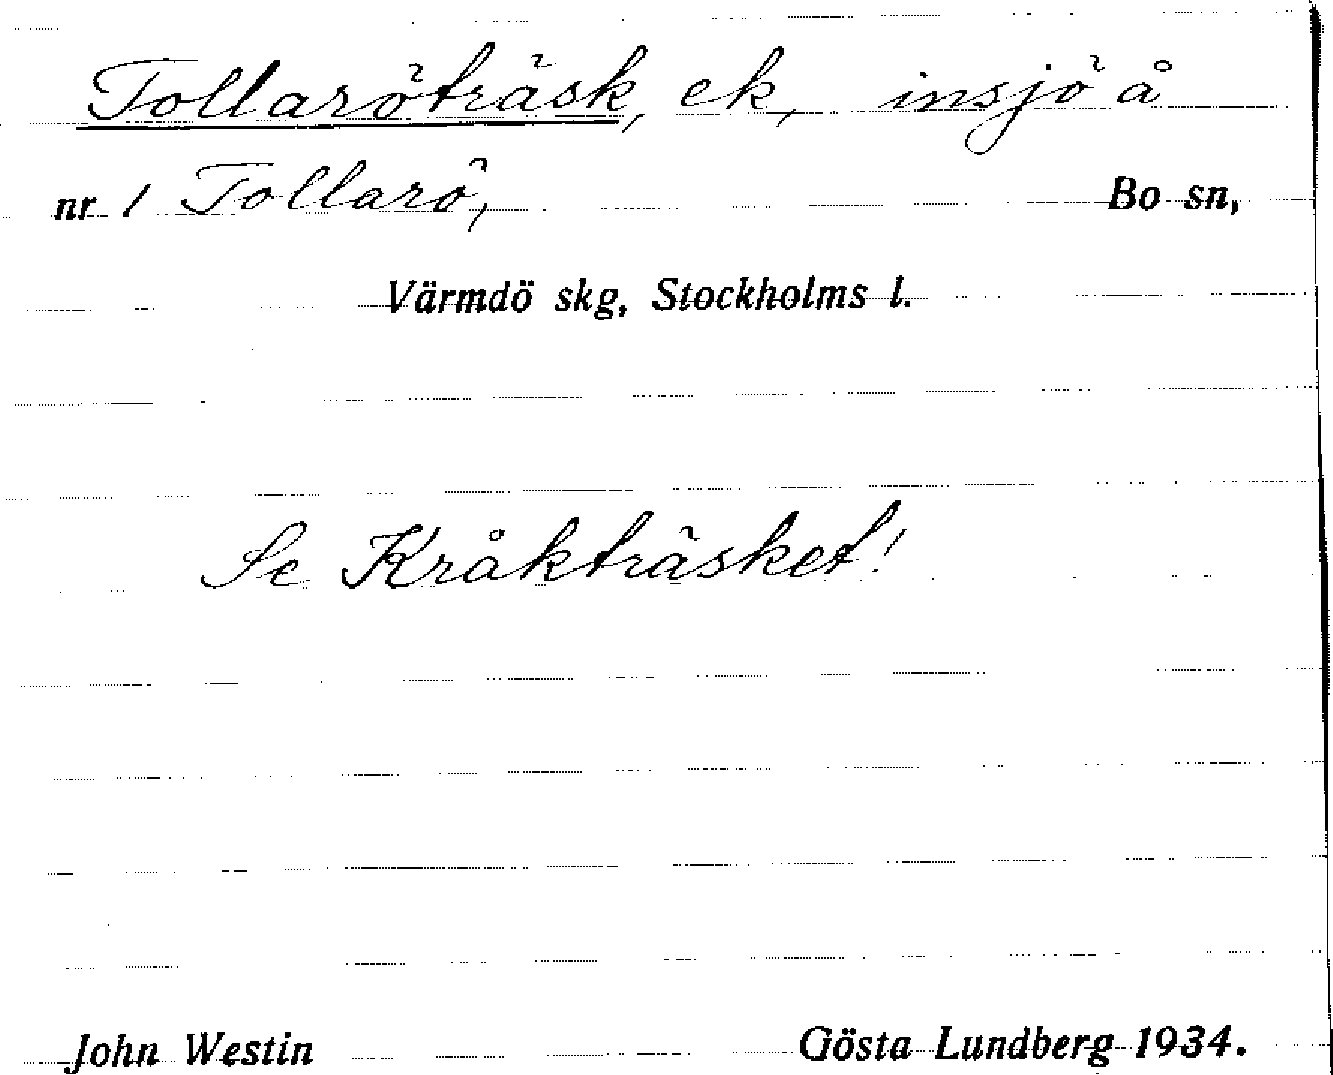 Tollaröträsk, ek, insjö å
nr 1 Tollarö, Bo sn,
Värmdö skg, Stockholms l.
Se Kråkträsket!
John Westin Gösta Lundberg 1934.